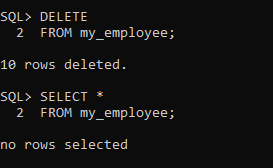 SQL> DELETE
  2  FROM my_employee;
10 rows deleted.
SQL> SELECT *
  2  FROM my_employee;
no rows selected